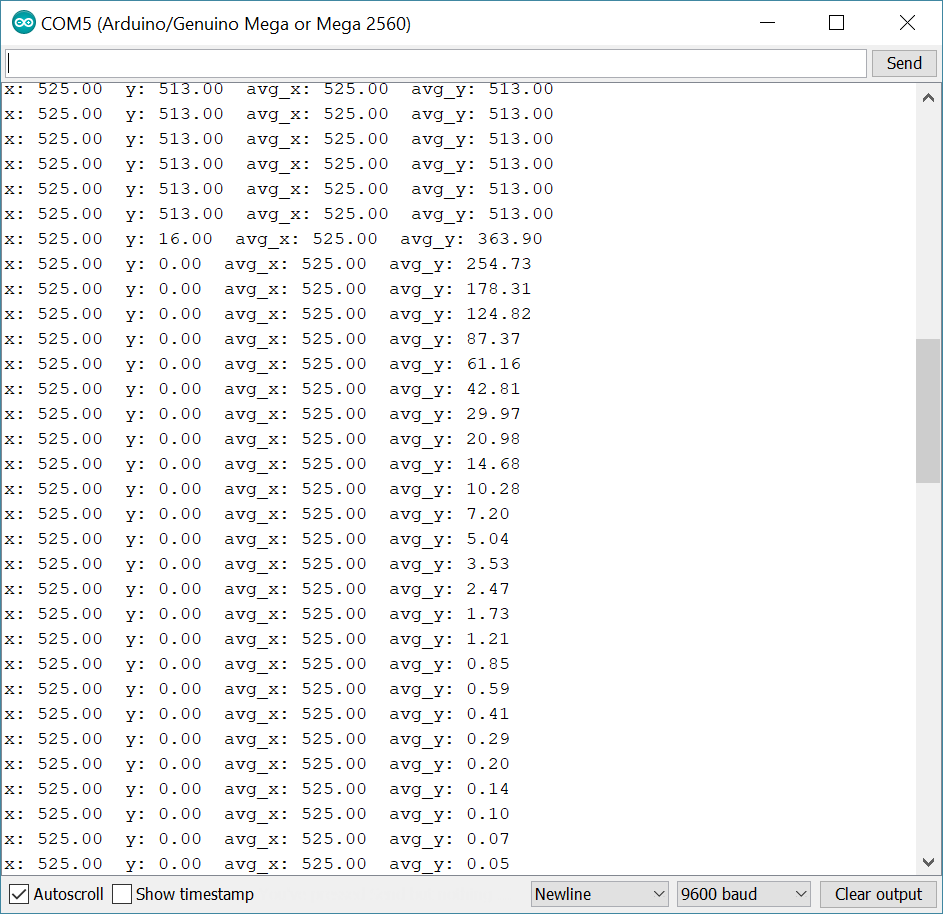 COM5 (Arduino/Genuino Mega or Mega 2560)
Send
x: 525.00  y: 513.00  avg_x: 525.00  avg_y: 513.00
x: 525.00  y: 513.00  avg_x: 525.00  avg_y: 513.00
x: 525.00  y: 513.00  avg_x: 525.00  avg_y: 513.00
x: 525.00  y: 513.00  avg_x: 525.00  avg_y: 513.00
x: 525.00  y: 513.00  avg_x: 525.00  avg_y: 513.00
x: 525.00  y: 513.00  avg_x: 525.00  avg_y: 513.00
x: 525.00  y: 16.00  avg_x: 525.00  avg_y: 363.90
x: 525.00  y: 0.00  avg_x: 525.00  avg_y: 254.73
x: 525.00  y: 0.00  avg_x: 525.00  avg_y: 178.31
x: 525.00  y: 0.00  avg_x: 525.00  avg_y: 124.82
x: 525.00  y: 0.00  avg_x: 525.00  avg_y: 87.37
x: 525.00  y: 0.00  avg_x: 525.00  avg_y: 61.16
x: 525.00  y: 0.00  avg_x: 525.00  avg_y: 42.81
x: 525.00  y: 0.00  avg_x: 525.00  avg_y: 29.97
x: 525.00  y: 0.00  avg_x: 525.00  avg_y: 20.98
x: 525.00  y: 0.00  avg_x: 525.00  avg_y: 14.68
x: 525.00  y: 0.00  avg_x: 525.00  avg_y: 10.28
x: 525.00  y: 0.00  avg_x: 525.00  avg_y: 7.20
x: 525.00  y: 0.00  avg_x: 525.00  avg_y: 5.04
x: 525.00  y: 0.00  avg_x: 525.00  avg_y: 3.53
x: 525.00  y: 0.00  avg_x: 525.00  avg_y: 2.47
x: 525.00  y: 0.00  avg_x: 525.00  avg_y: 1.73
x: 525.00  y: 0.00  avg_x: 525.00  avg_y: 1.21
x: 525.00  y: 0.00  avg_x: 525.00  avg_y: 0.85
x: 525.00  y: 0.00  avg_x: 525.00  avg_y: 0.59
x: 525.00  y: 0.00  avg_x: 525.00  avg_y: 0.41
x: 525.00  y: 0.00  avg_x: 525.00  avg_y: 0.29
x: 525.00  y: 0.00  avg_x: 525.00  avg_y: 0.20
x: 525.00  y: 0.00  avg_x: 525.00  avg_y: 0.14
x: 525.00  y: 0.00  avg_x: 525.00  avg_y: 0.10
x: 525.00  y: 0.00  avg_x: 525.00  avg_y: 0.07
x: 525.00  y: 0.00  avg_x: 525.00  avg_y: 0.05
Autoscroll Show timestamp Newline 9600 baud Clear output